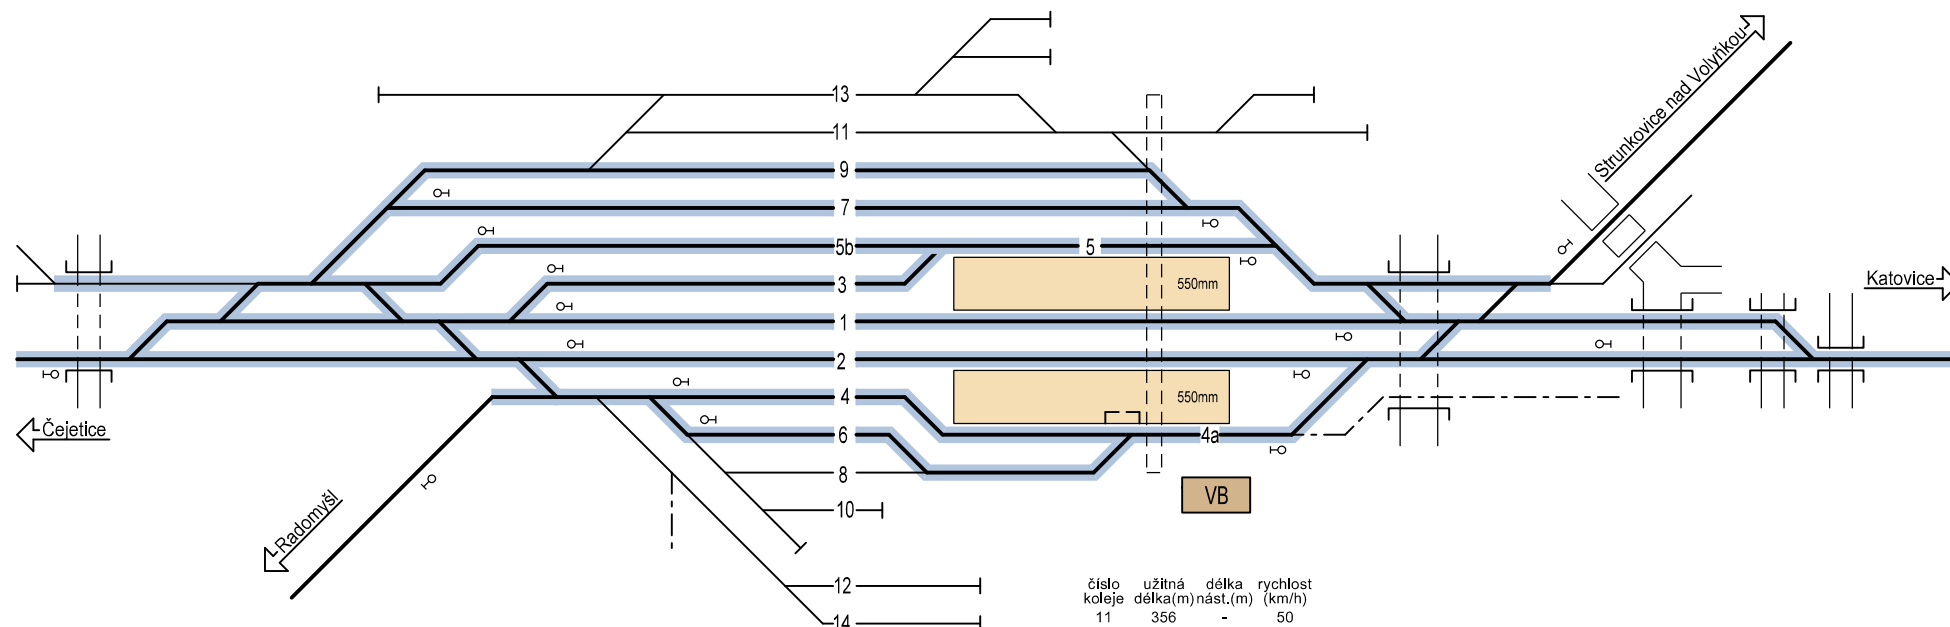 13
11
9
7
5b
5
3
550mm
1
2
4
550mm
6
4a
8
VB
10
12
14
Strunkovice nad Volyňkou
Katovice
Čejetice
Radomyšl
číslo užitná délka rychlost
koleje délka(m) nást.(m) (km/h)
11 356 - 50